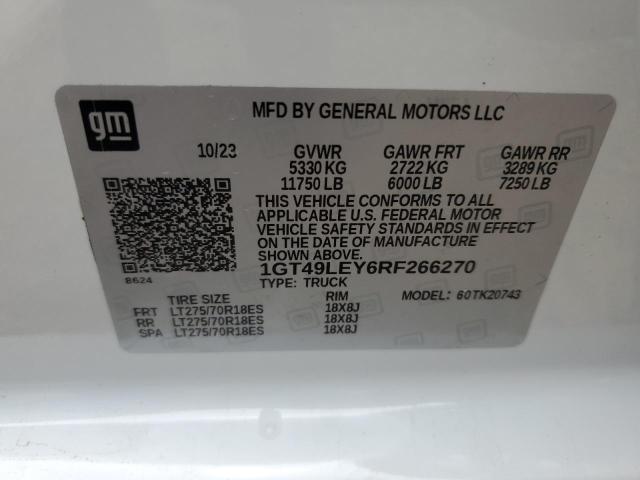 gm
MFD BY GENERAL MOTORS LLC
10/23 GVWR GAWR FRT GAWR RR
5330 KG 2722 KG 3289 KG
11750 LB 6000 LB 7250 LB
THIS VEHICLE CONFORMS TO ALL
APPLICABLE U.S. FEDERAL MOTOR
VEHICLE SAFETY STANDARDS IN EFFECT
ON THE DATE OF MANUFACTURE
SHOWN ABOVE.
1GT49LEY6RF266270
B624
TYPE: TRUCK
TIRE SIZE RIM MODEL: 60TK20743
FRT LT275/70R18ES 18X8J
RR LT275/70R18ES 18X8J
SPA LT275/70R18ES 18X8J